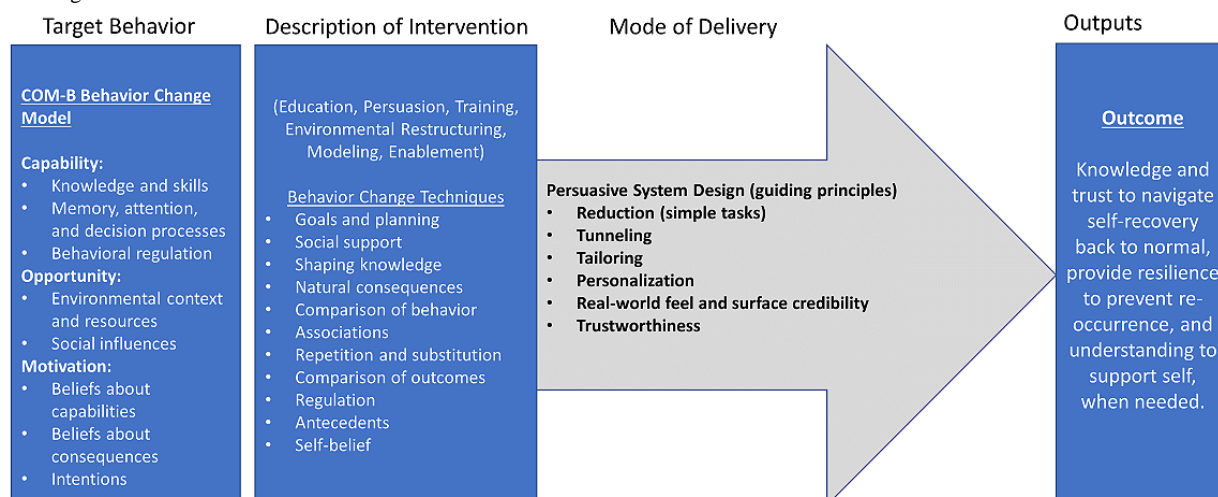 Target Behavior
Description of Intervention
Mode of Delivery
Outputs
COM-B Behavior Change
Model
Capability:
• Knowledge and skills
• Memory, attention,
and decision processes
• Behavioral regulation
Opportunity:
• Environmental context
and resources
• Social influences
Motivation:
• Beliefs about
capabilities
• Beliefs about
consequences
• Intentions
(Education, Persuasion, Training,
Environmental Restructuring,
Modeling, Enablement)
Behavior Change Techniques
• Goals and planning
• Social support
• Shaping knowledge
• Natural consequences
• Comparison of behavior
• Associations
• Repetition and substitution
• Comparison of outcomes
• Regulation
• Antecedents
• Self-belief
Persuasive System Design (guiding principles)
• Reduction (simple tasks)
• Tunneling
• Tailoring
• Personalization
• Real-world feel and surface credibility
• Trustworthiness
Outcome
Knowledge and
trust to navigate
self-recovery
back to normal,
provide resilience
to prevent re-
occurrence, and
understanding to
support self,
when needed.